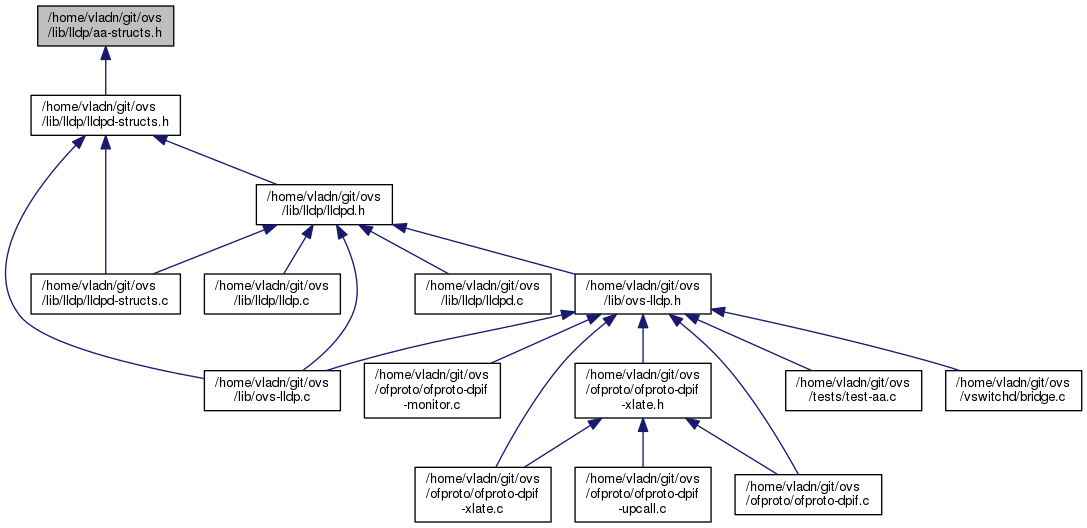 /home/vladn/git/ovs
/lib/lldp/aa-structs.h
/home/vladn/git/ovs
/lib/lldp/lldpd-structs.h
/home/vladn/git/ovs
/lib/lldp/lldpd.h
/home/vladn/git/ovs
/lib/lldp/lldpd-structs.c
/home/vladn/git/ovs
/lib/lldp/lldp.c
/home/vladn/git/ovs
/lib/lldp/lldpd.c
/home/vladn/git/ovs
/lib/ovs-lldp.h
/home/vladn/git/ovs
/lib/ovs-lldp.c
/home/vladn/git/ovs
/ofproto/ofproto-dpif
-monitor.c
/home/vladn/git/ovs
/ofproto/ofproto-dpif
-xlate.h
/home/vladn/git/ovs
/tests/test-aa.c
/home/vladn/git/ovs
/vswitchd/bridge.c
/home/vladn/git/ovs
/ofproto/ofproto-dpif
-xlate.c
/home/vladn/git/ovs
/ofproto/ofproto-dpif
-upcall.c
/home/vladn/git/ovs
/ofproto/ofproto-dpif.c